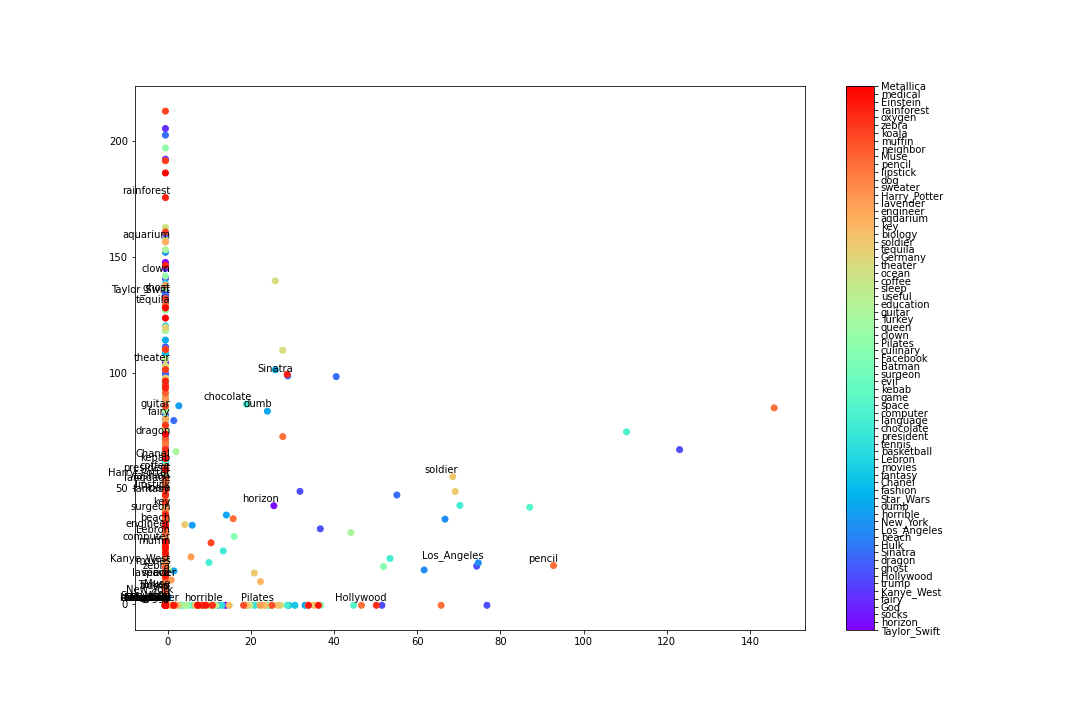 200
150
100
50
0
0
20
40
60
80
100
120
140
rainforest
aquarium
clown
ghost
tequila
theater
Sinatra
chocolate
dumb
guitar
fairy
dragon
Chanel
kebab
soldier
horizon
key
surgeon
beach
engineer
Lebron
computer
muffin
Kanye_West
zebra
Los_Angeles
pencil
Muse
horrible
Pilates
Hollywood
Metallica
medical
Einstein
rainforest
oxygen
zebra
koala
muffin
neighbor
Muse
pencil
lipstick
dog
sweater
Harry_Potter
lavender
engineer
aquarium
key
biology
soldier
tequila
Germany
theater
ocean
coffee
sleep
useful
education
guitar
Turkey
queen
clown
Pilates
culinary
Facebook
Batman
surgeon
evil
kebab
game
space
computer
language
chocolate
president
tennis
basketball
Lebron
movies
fantasy
Chanel
fashion
Star_Wars
dumb
horrible
New_York
Los_Angeles
beach
Hulk
Sinatra
dragon
ghost
Hollywood
trump
Kanye_West
fairy
God
socks
horizon
Taylor_Swift